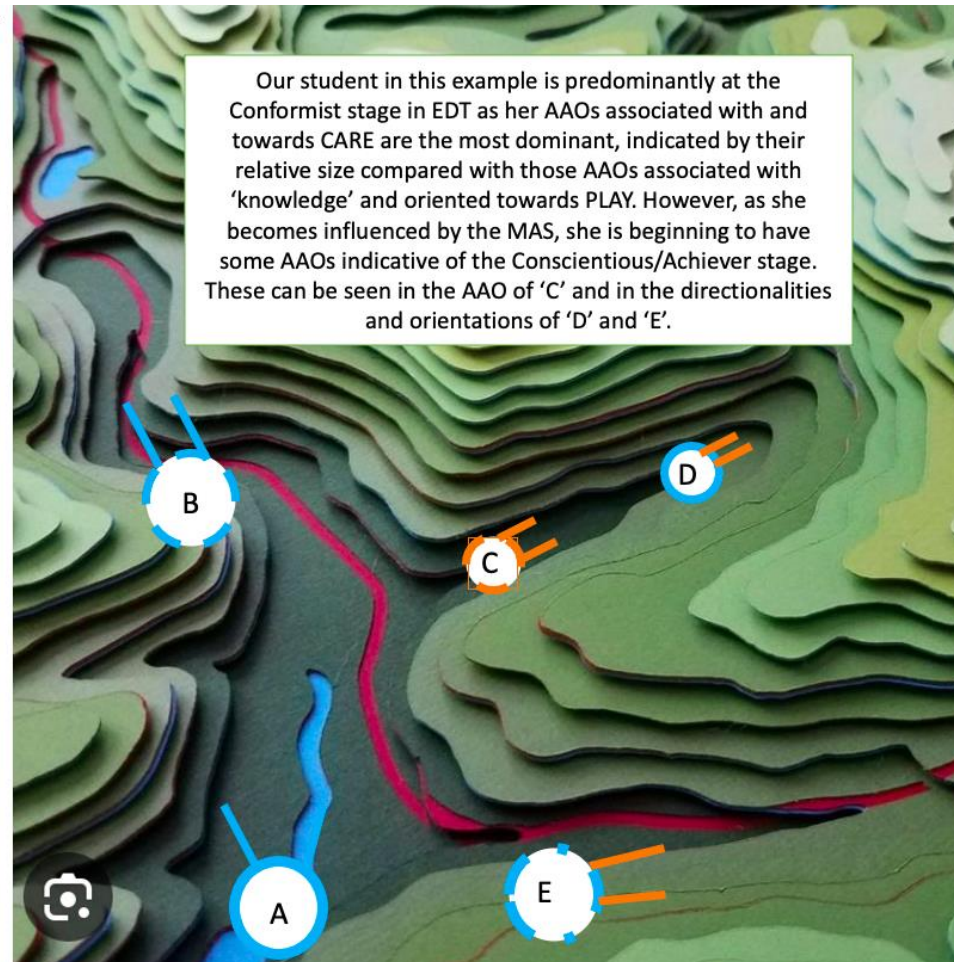 Our student in this example is predominantly at the
Conformist stage in EDT as her AAOs associated with and
towards CARE are the most dominant, indicated by their
relative size compared with those AAOs associated with
‘knowledge’ and oriented towards PLAY. However, as she
becomes influenced by the MAS, she is beginning to have
some AAOs indicative of the Conscientious/Achiever stage.
These can be seen in the AAO of ‘C’ and in the directionalities
and orientations of ‘D’ and ‘E’.
D
B
C
E
A